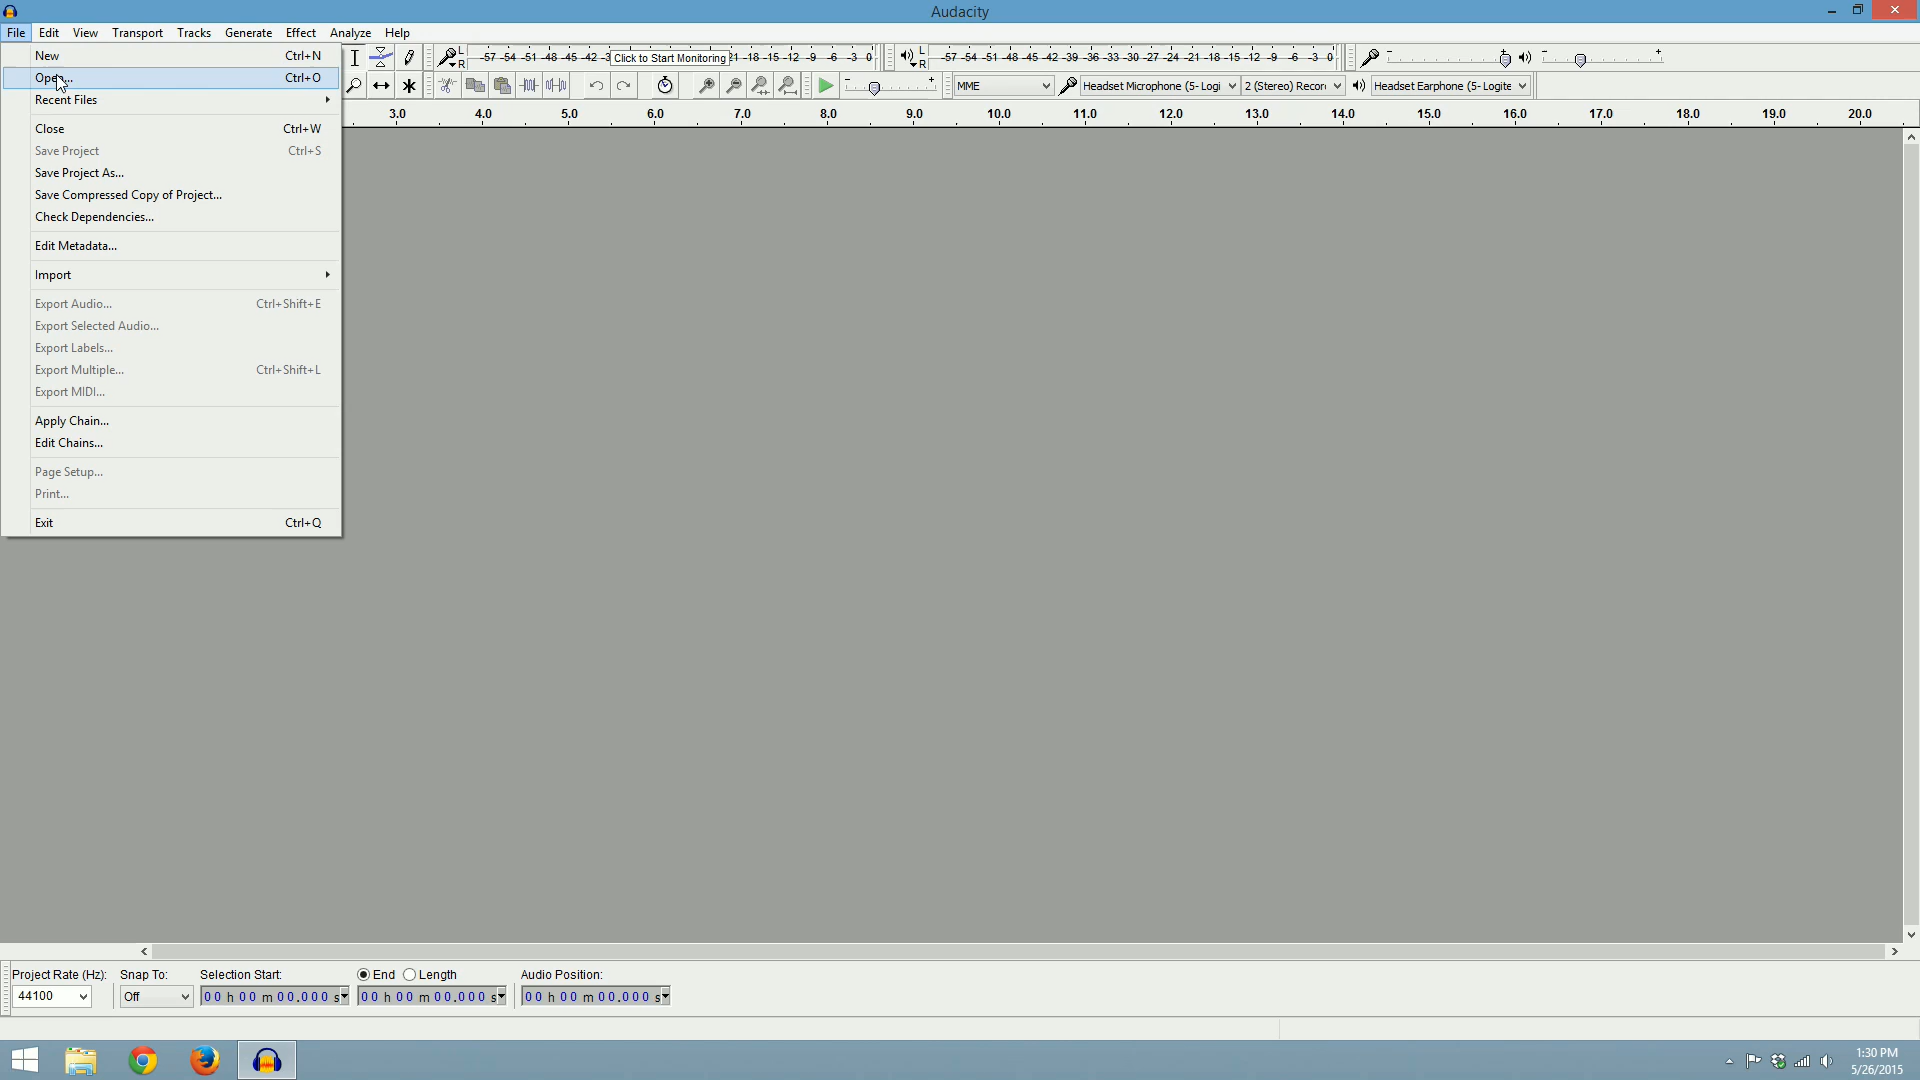 Audacity
File Edit View Transport Tracks Generate Effect Analyze Help
New Ctrl+N
Open... Ctrl+O
Recent Files
Close Ctrl+W
Save Project Ctrl+S
Save Project As...
Save Compressed Copy of Project...
Check Dependencies...
Edit Metadata...
Import
Export Audio... Ctrl+Shift+E
Export Selected Audio...
Export Labels...
Export Multiple... Ctrl+Shift+L
Export MIDI...
Apply Chain...
Edit Chains...
Page Setup...
Print...
Exit Ctrl+Q
L
R
-57 -54 -51 -48 -45 -42 Click to Start Monitoring -18 -15 -12 -9 -6 -3 0
L
R
-57 -54 -51 -48 -45 -42 -39 -36 -33 -30 -27 -24 -21 -18 -15 -12 -9 -6 -3 0
- + - +
- + MME Headset Microphone (5- Logi 2 (Stereo) Recor Headset Earphone (5- Logite
3.0 4.0 5.0 6.0 7.0 8.0 9.0 10.0 11.0 12.0 13.0 14.0 15.0 16.0 17.0 18.0 19.0 20.0
Project Rate (Hz): Snap To: Selection Start: End Length Audio Position:
44100 Off 00 h 00 m 00.000 s 00 h 00 m 00.000 s 00 h 00 m 00.000 s
1:30 PM
5/26/2015